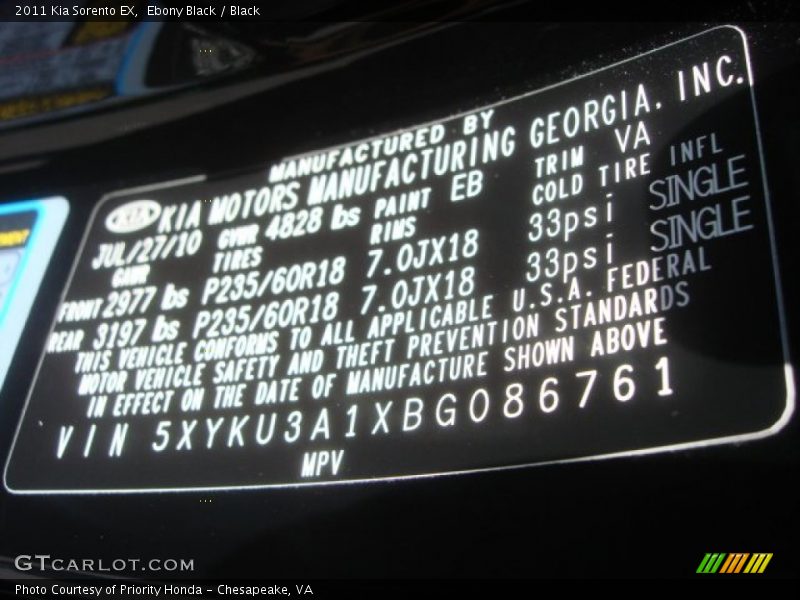 2011 Kia Sorento EX, Ebony Black / Black
MANUFACTURED BY
KIA KIA MOTORS MANUFACTURING GEORGIA. INC.
JUL/27/10 GVWR 4828 lbs PAINT EB TRIM VA
GAWR TIRES RIMS COLD TIRE INFL
FRONT 2977 lbs P235/60R18 7.0JX18 33psi SINGLE
REAR 3197 lbs P235/60R18 7.0JX18 33psi SINGLE
THIS VEHICLE CONFORMS TO ALL APPLICABLE U.S.A. FEDERAL
MOTOR VEHICLE SAFETY AND THEFT PREVENTION STANDARDS
IN EFFECT ON THE DATE OF MANUFACTURE SHOWN ABOVE
VIN 5XYKU3A1XBG086761
MPV
GTCARLOT.COM
Photo Courtesy of Priority Honda - Chesapeake, VA